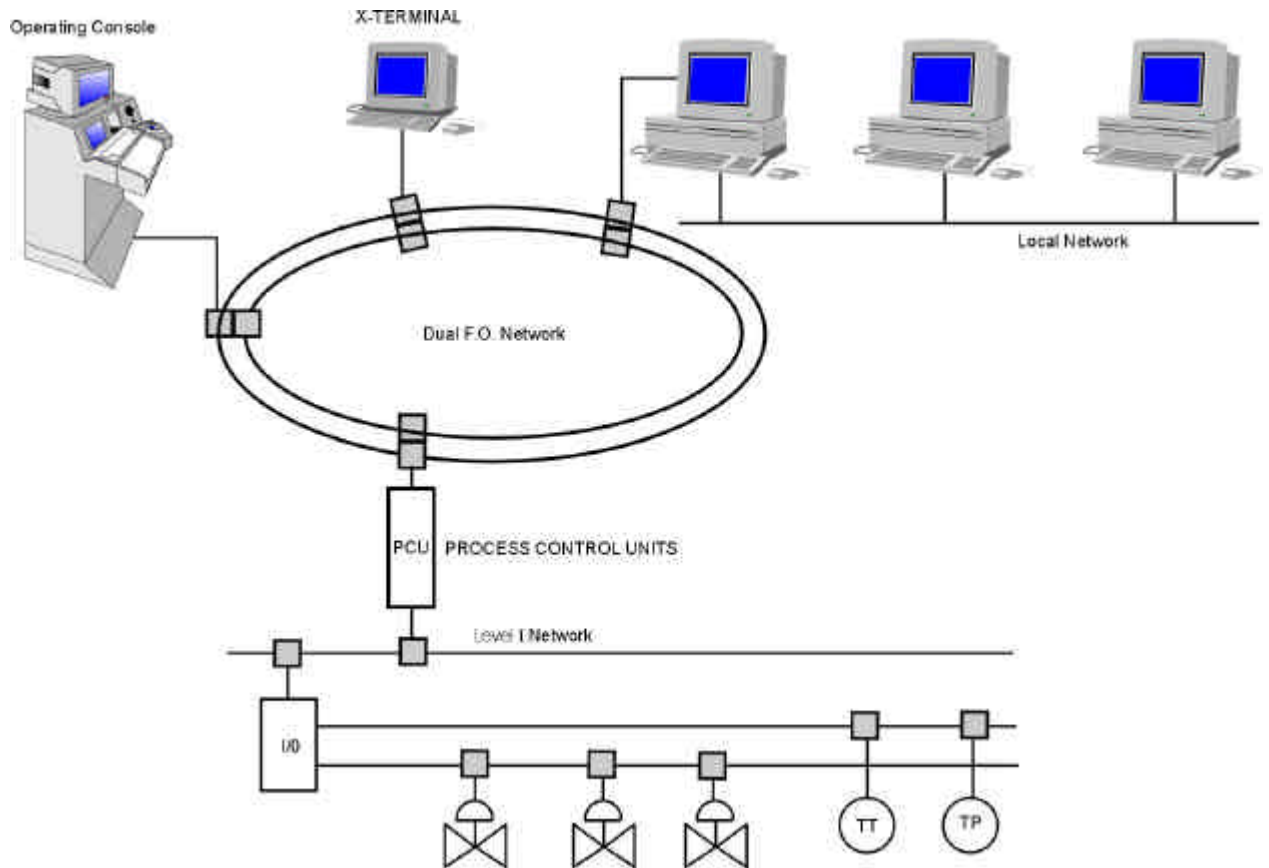 Operating Console
X-TERMINAL
Local Network
Dual F.O. Network
PCU
PROCESS CONTROL UNITS
Level I Network
I/0
TT
TP